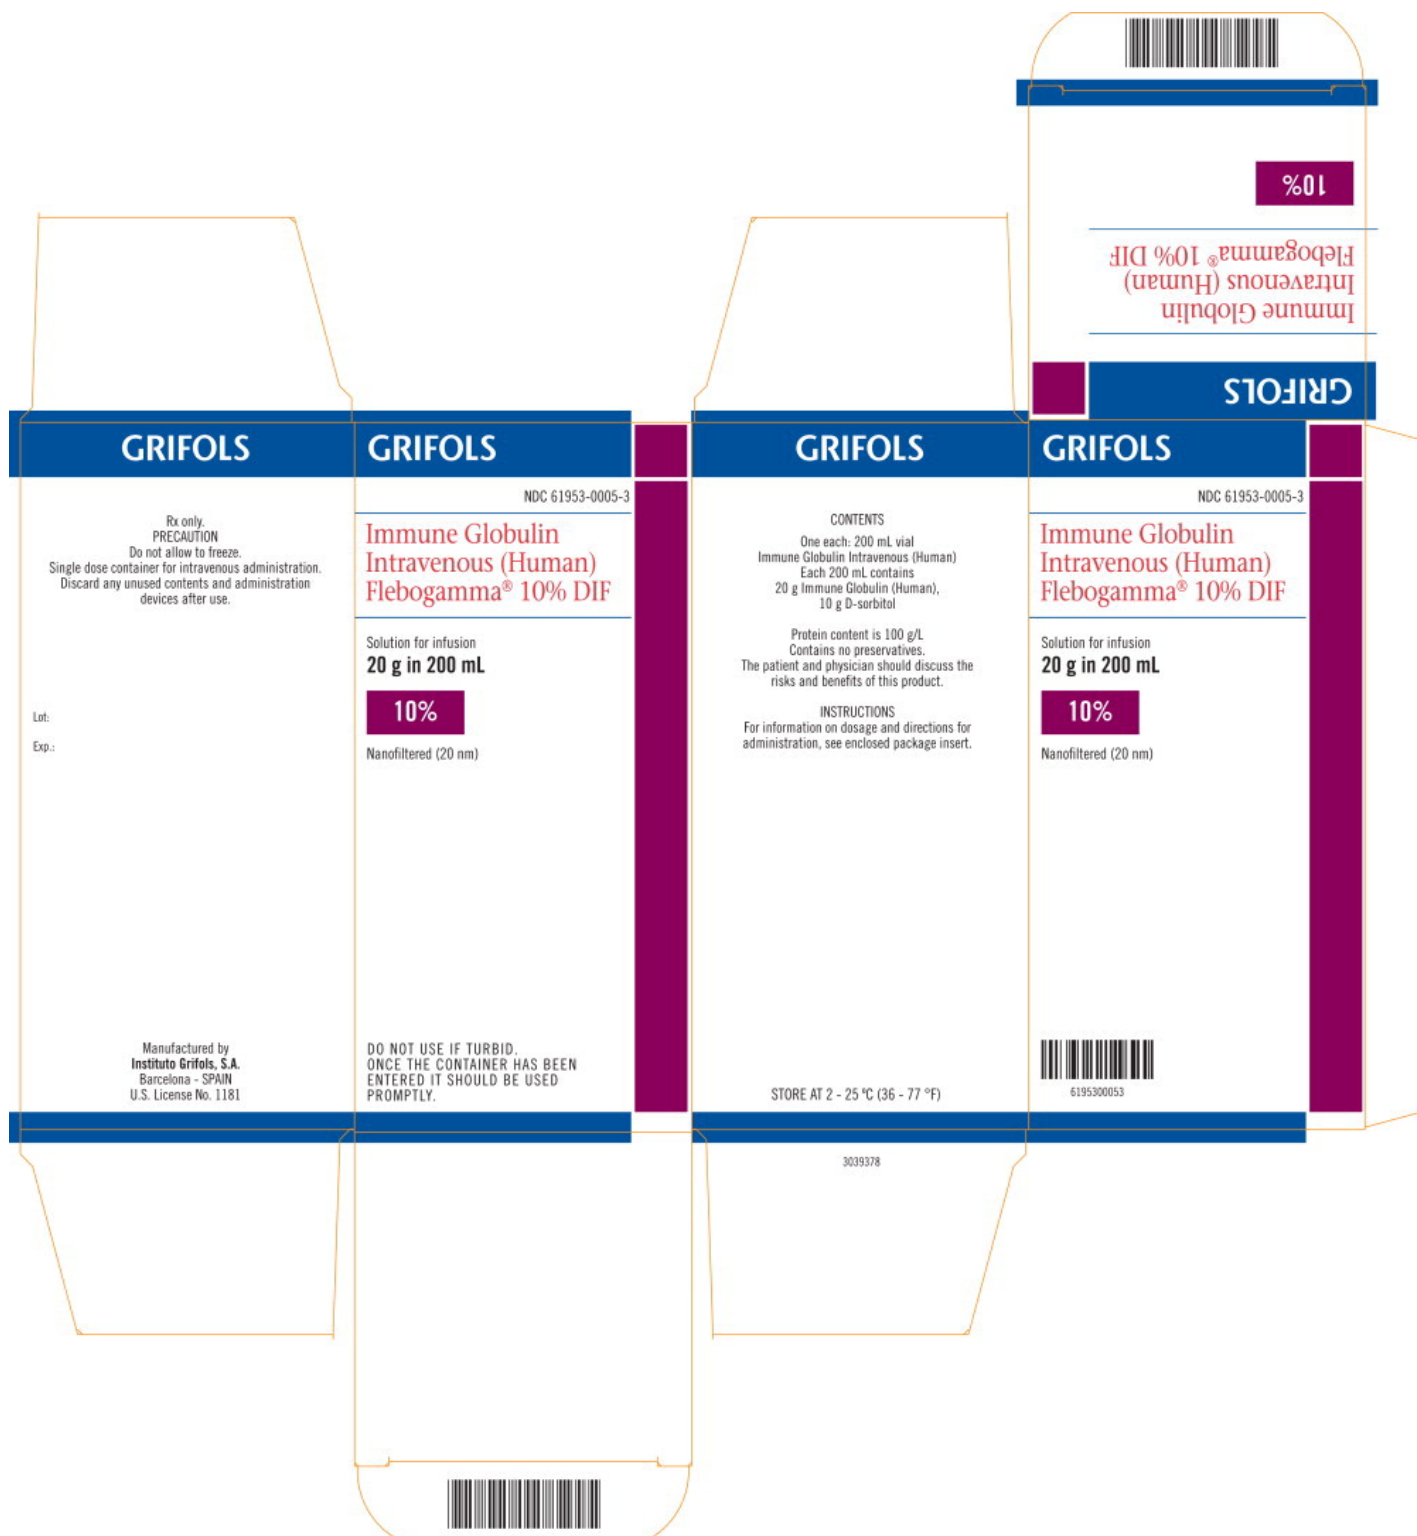 10%
Immune Globulin
Intravenous (Human)
Flebogamma® 10% DIF
GRIFOLS
GRIFOLS
Rx only.
PRECAUTION
Do not allow to freeze.
Single dose container for intravenous administration.
Discard any unused contents and administration
devices after use.
Lot:
Exp.:
Manufactured by
Instituto Grifols, S.A.
Barcelona - SPAIN
U.S. License No. 1181
GRIFOLS
NDC 61953-0005-3
Immune Globulin
Intravenous (Human)
Flebogamma® 10% DIF
Solution for infusion
20 g in 200 mL
10%
Nanofiltered (20 nm)
DO NOT USE IF TURBID.
ONCE THE CONTAINER HAS BEEN
ENTERED IT SHOULD BE USED
PROMPTLY.
GRIFOLS
CONTENTS
One each: 200 mL vial
Immune Globulin Intravenous (Human)
Each 200 mL contains
20 g Immune Globulin (Human),
10 g D-sorbitol
Protein content is 100 g/L
Contains no preservatives.
The patient and physician should discuss the
risks and benefits of this product.
INSTRUCTIONS
For information on dosage and directions for
administration, see enclosed package insert.
STORE AT 2 - 25 ºC (36 - 77 °F)
3039378
GRIFOLS
NDC 61953-0005-3
Immune Globulin
Intravenous (Human)
Flebogamma® 10% DIF
Solution for infusion
20 g in 200 mL
10%
Nanofiltered (20 nm)
6195300053